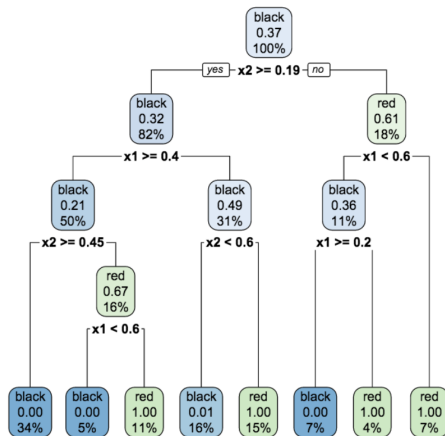 black
0.37
100%
yes x2 >= 0.19 no
black
0.32
82%
red
0.61
18%
x1 >= 0.4
x1 < 0.6
black
0.21
50%
black
0.49
31%
black
0.36
11%
x2 >= 0.45
x2 < 0.6
x1 >= 0.2
red
0.67
16%
x1 < 0.6
black
0.00
34%
black
0.00
5%
red
1.00
11%
black
0.01
16%
red
1.00
15%
black
0.00
7%
red
1.00
4%
red
1.00
7%